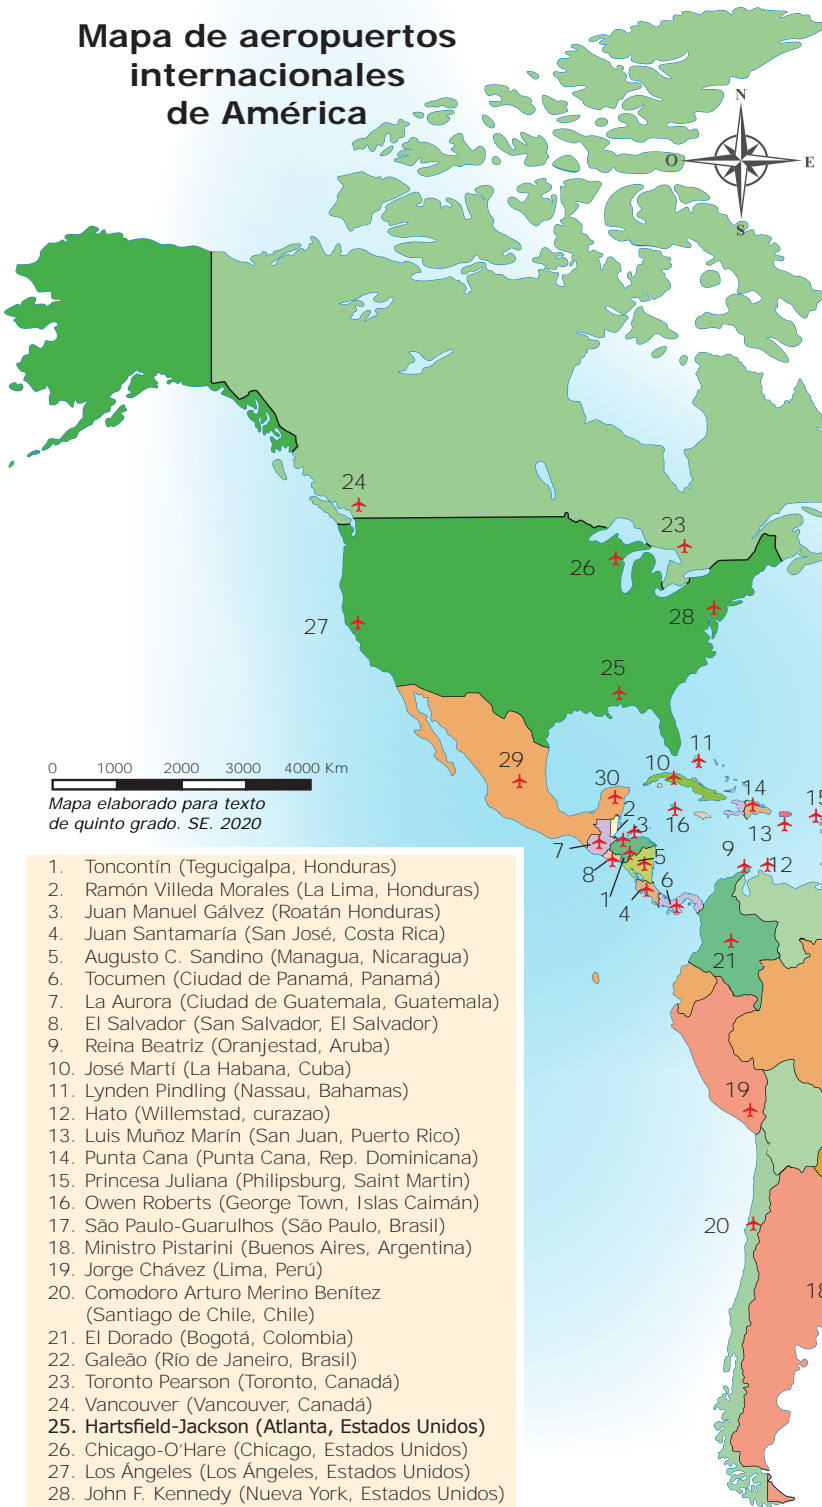 Mapa de aeropuertos
internacionales
de América
N
O
E
S
24
23
26
28
27
25
29
11
10
30
14
15
2
16
13
3
7
9
12
5
8
6
1
4
21
19
20
18
0 1000 2000 3000 4000 Km
Mapa elaborado para texto
de quinto grado. SE. 2020
1. Toncontín (Tegucigalpa, Honduras)
2. Ramón Villeda Morales (La Lima, Honduras)
3. Juan Manuel Gálvez (Roatán Honduras)
4. Juan Santamaría (San José, Costa Rica)
5. Augusto C. Sandino (Managua, Nicaragua)
6. Tocumen (Ciudad de Panamá, Panamá)
7. La Aurora (Ciudad de Guatemala, Guatemala)
8. El Salvador (San Salvador, El Salvador)
9. Reina Beatriz (Oranjestad, Aruba)
10. José Martí (La Habana, Cuba)
11. Lynden Pindling (Nassau, Bahamas)
12. Hato (Willemstad, curazao)
13. Luis Muñoz Marín (San Juan, Puerto Rico)
14. Punta Cana (Punta Cana, Rep. Dominicana)
15. Princesa Juliana (Philipsburg, Saint Martin)
16. Owen Roberts (George Town, Islas Caimán)
17. São Paulo-Guarulhos (São Paulo, Brasil)
18. Ministro Pistarini (Buenos Aires, Argentina)
19. Jorge Chávez (Lima, Perú)
20. Comodoro Arturo Merino Benítez
(Santiago de Chile, Chile)
21. El Dorado (Bogotá, Colombia)
22. Galeão (Río de Janeiro, Brasil)
23. Toronto Pearson (Toronto, Canadá)
24. Vancouver (Vancouver, Canadá)
25. Hartsfield-Jackson (Atlanta, Estados Unidos)
26. Chicago-O'Hare (Chicago, Estados Unidos)
27. Los Ángeles (Los Ángeles, Estados Unidos)
28. John F. Kennedy (Nueva York, Estados Unidos)